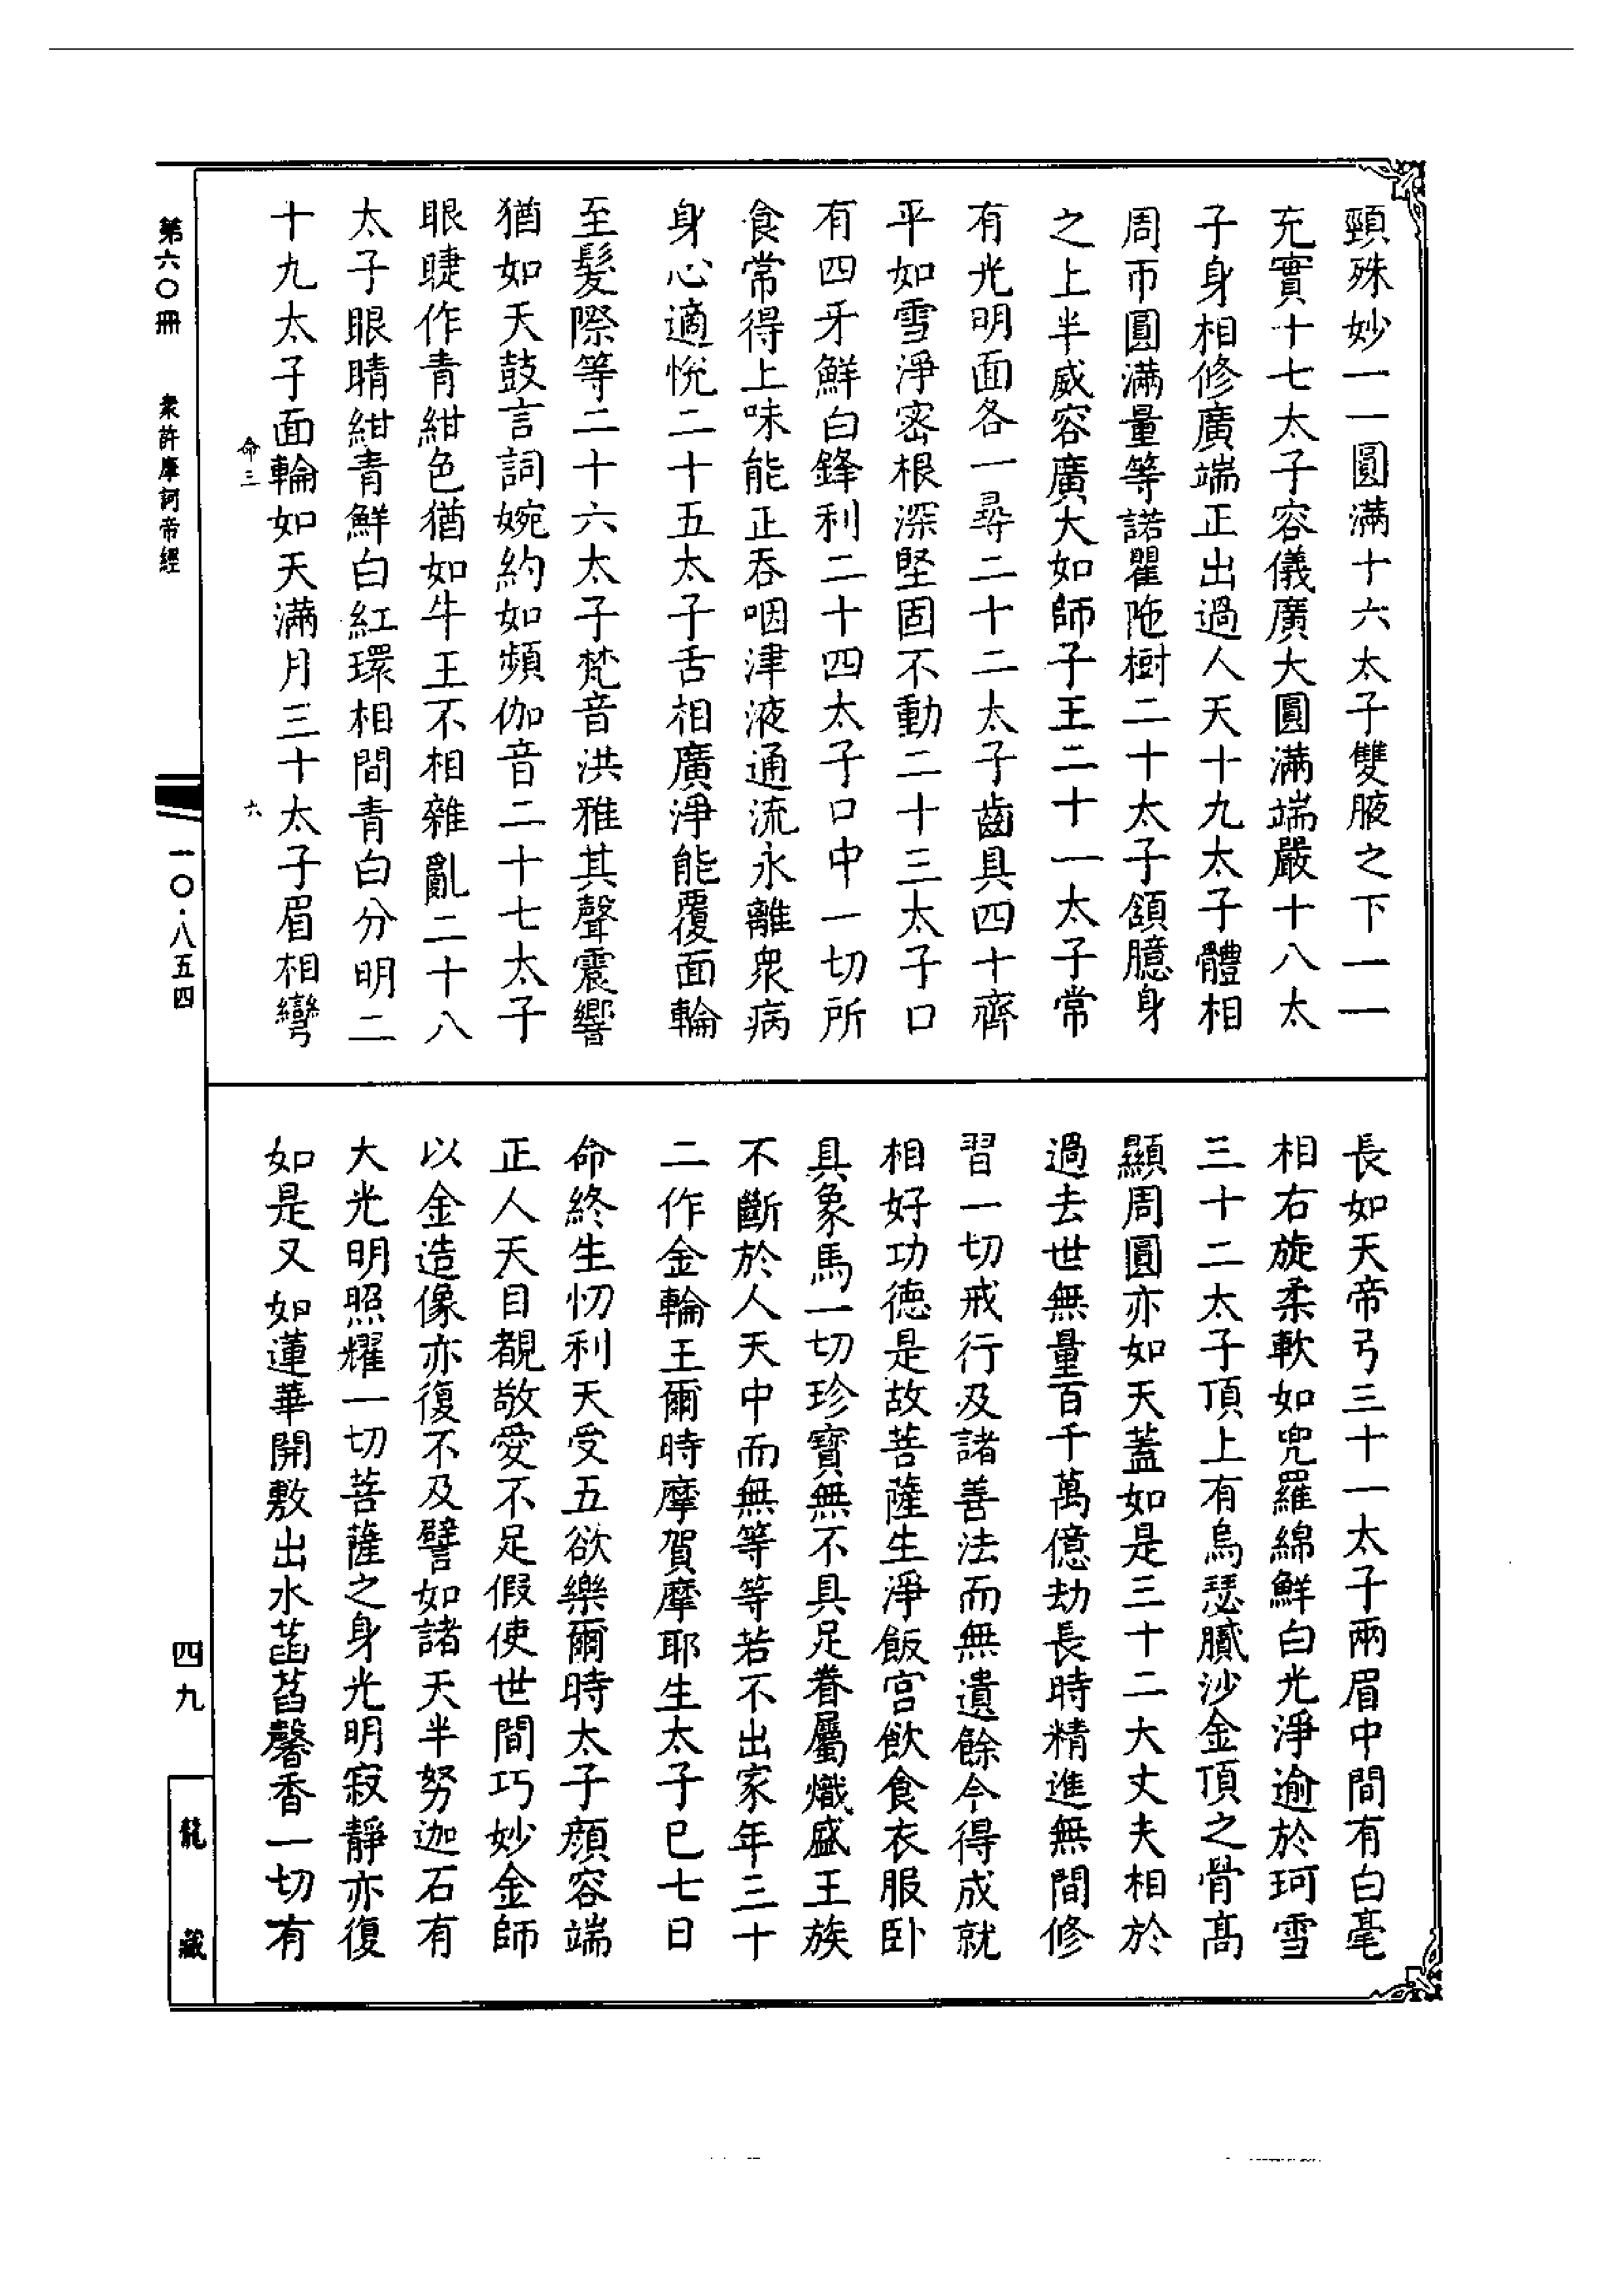 頸殊妙一一圓滿十六太子雙腋之下一一
充實十七太子容儀廣大圓滿端嚴十八太
子身相修廣端正出過人天十九太子體相
周帀圓滿量等諾瞿陁樹二十太子頷臆身
之上半威容廣大如師子王二十一太子常
有光明面各一尋二十二太子齒具四十齊
平如雪淨密根深堅固不動二十三太子口
有四牙鮮白鋒利二十四太子口中一切所
食常得上味能正吞咽津液通流永離衆病
身心適悅二十五太子舌相廣淨能覆面輪
至髮際等二十六太子梵音洪雅其聲震響
猶如天鼓言詞婉約如頻伽音二十七太子
眼睫作青紺色猶如牛王不相雜亂二十八
太子眼睛紺青鮮白紅環相間青白分明二
十九太子面輪如天滿月三十太子眉相彎
命三
六
長如天帝弓三十一太子兩眉中間有白毫
相右旋柔軟如兜羅綿鮮白光淨逾於珂雪
三十二太子頂上有烏瑟膩沙金頂之骨髙
顯周圓亦如天蓋如是三十二大丈夫相於
過去世無量百千萬億劫長時精進無間修
習一切戒行及諸善法而無遺餘今得成就
相好功德是故菩薩生淨飯宮飲食衣服卧
具象馬一切珍寶無不具足眷屬熾盛王族
不斷於人天中而無等等若不出家年三十
二作金輪王爾時摩賀摩耶生太子已七日
命終生忉利天受五欲樂爾時太子顏容端
正人天目覩敬愛不足假使世間巧妙金師
以金造像亦復不及譬如諸天半努迦石有
大光明照耀一切菩薩之身光明寂靜亦復
如是又如蓮華開敷出水菡萏馨香一切有
第六〇冊
衆許摩訶帝經
一〇·八五四
四九
龍藏